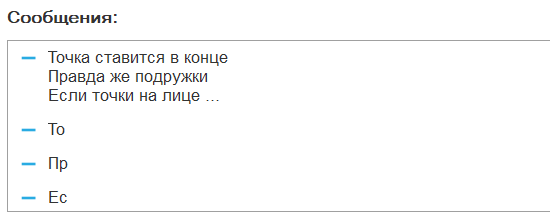 Сообщения:
Точка ставится в конце
Правда же подружки
Если точки на лице ...
То
Пр
Ес